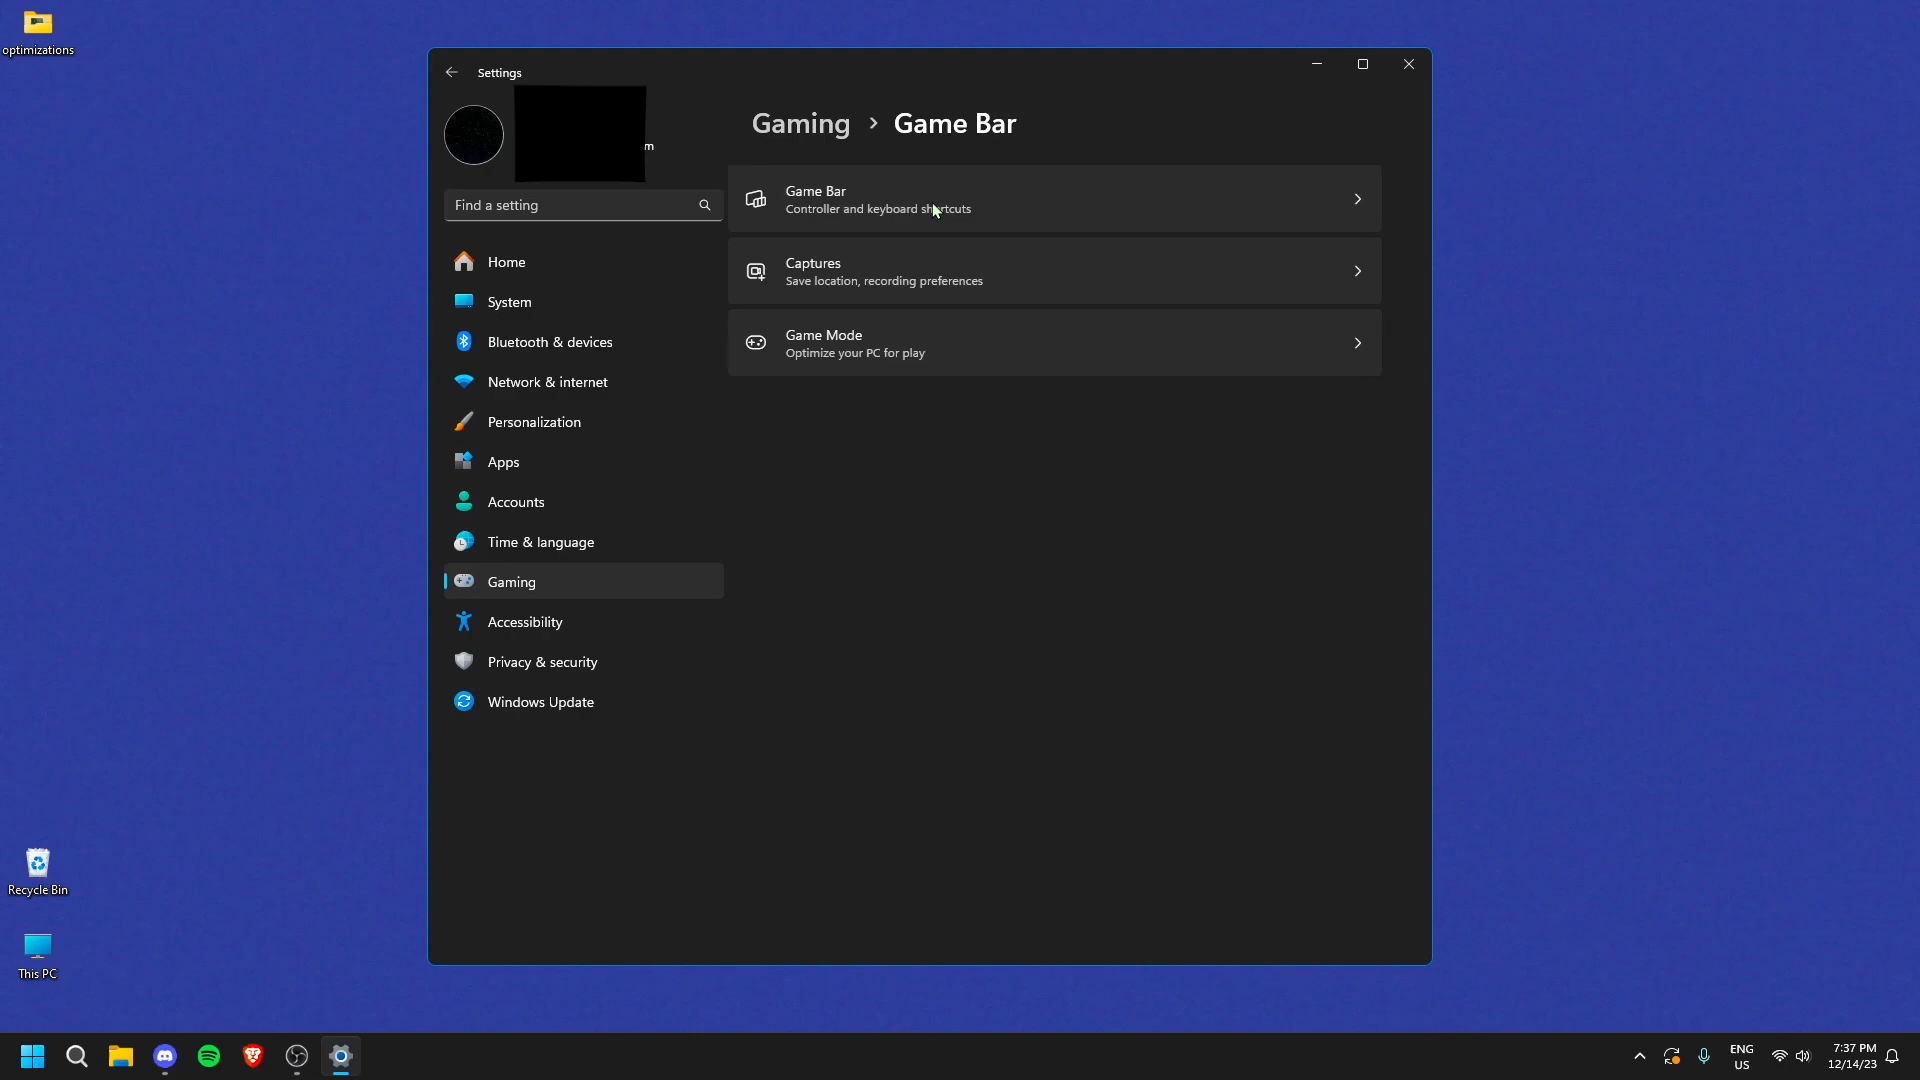 optimizations
Settings
m
Find a setting
Home
System
Bluetooth & devices
Network & internet
Personalization
Apps
Accounts
Time & language
Gaming
Accessibility
Privacy & security
Windows Update
Gaming > Game Bar
Game Bar
Controller and keyboard shortcuts
Captures
Save location, recording preferences
Game Mode
Optimize your PC for play
Recycle Bin
This PC
ENG
US
7:37 PM
12/14/23